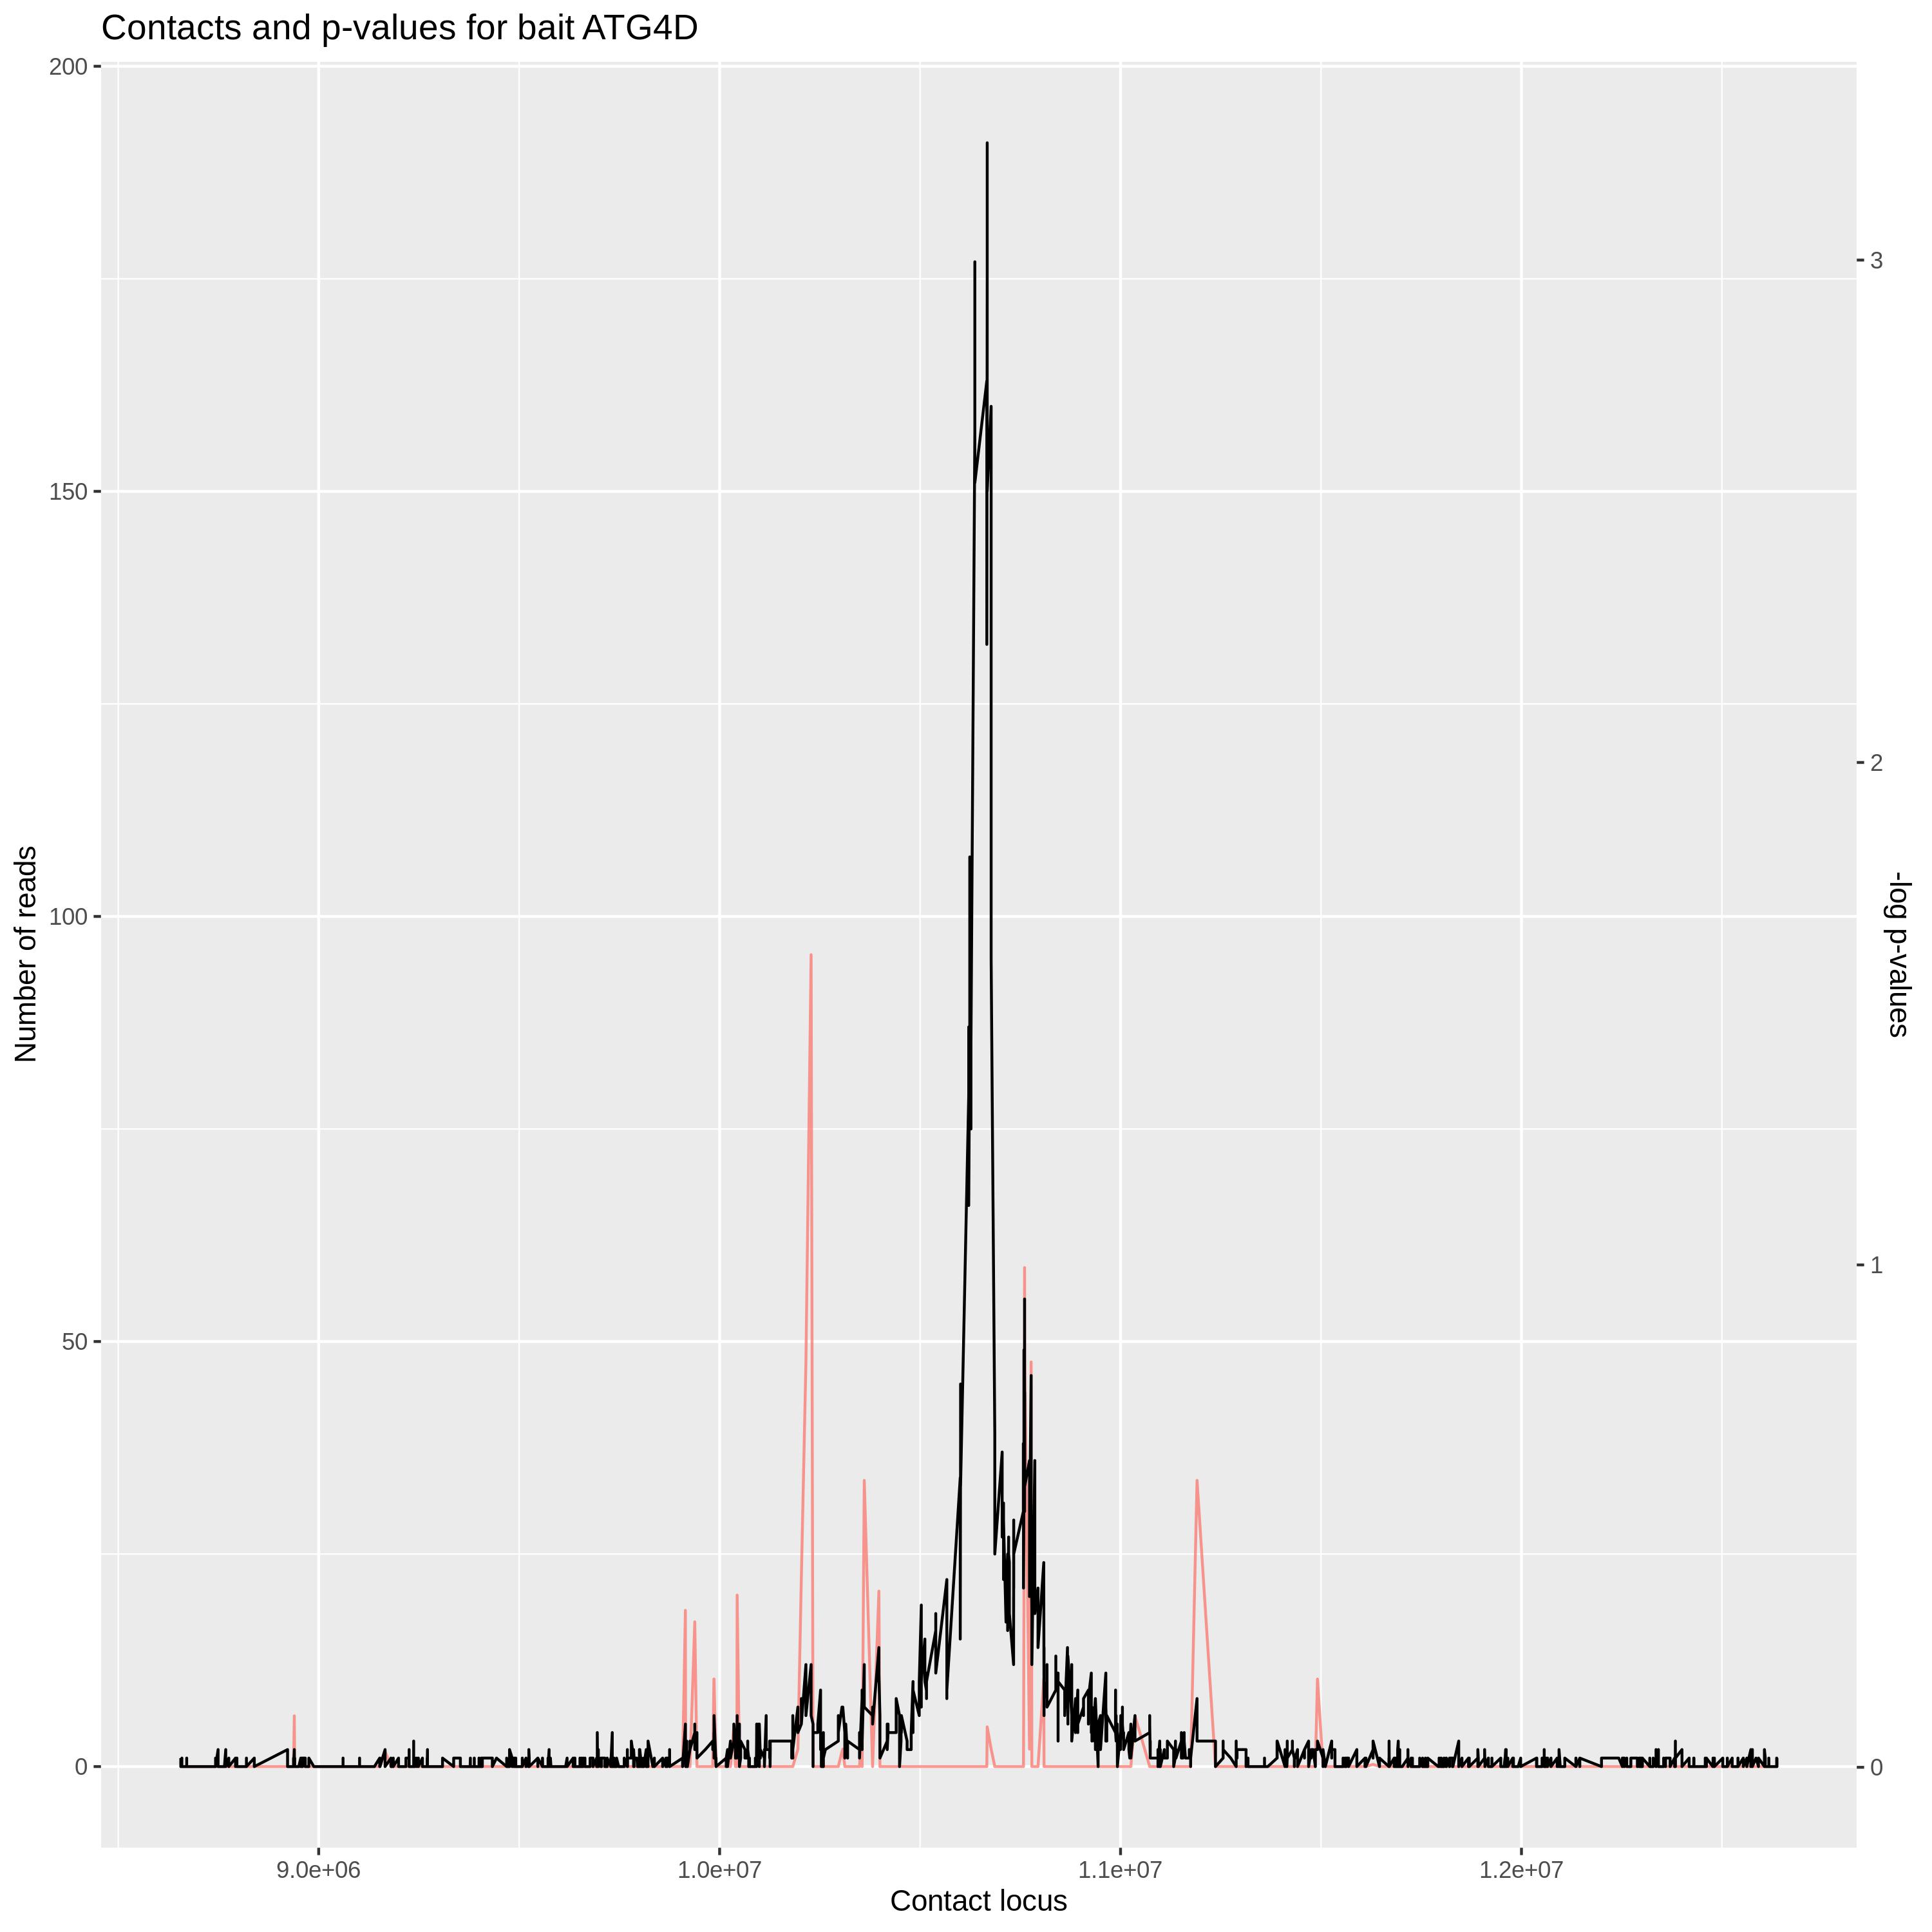 Contacts and p-values for bait ATG4D
200
150
100
50
0
Number of reads
3
2
1
0
-log p-values
9.0e+06
1.0e+07
1.1e+07
1.2e+07
Contact locus